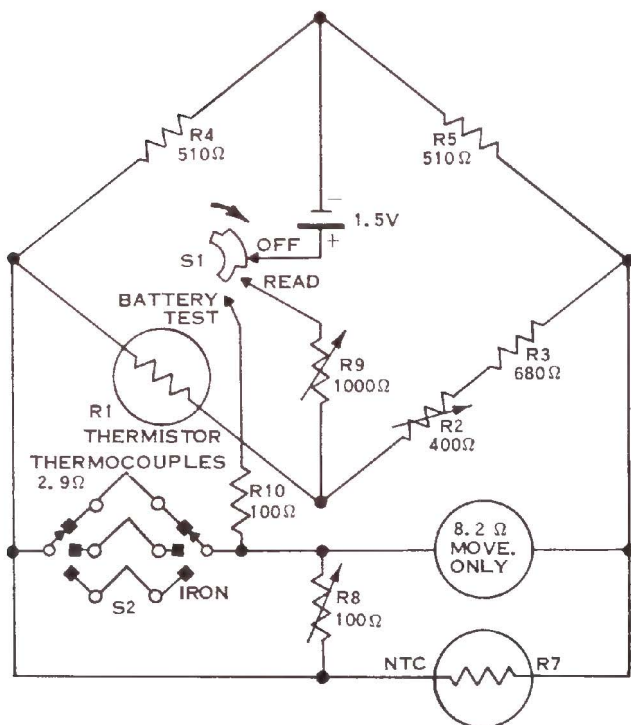 R4
510Ω
R5
510Ω
−
1.5V
+
OFF
S1
READ
BATTERY
TEST
R9
1000Ω
R3
680Ω
R2
400Ω
R1
THERMISTOR
THERMOCOUPLES
2.9Ω
R10
100Ω
8.2 Ω
MOVE.
ONLY
IRON
S2
R8
100Ω
NTC
R7